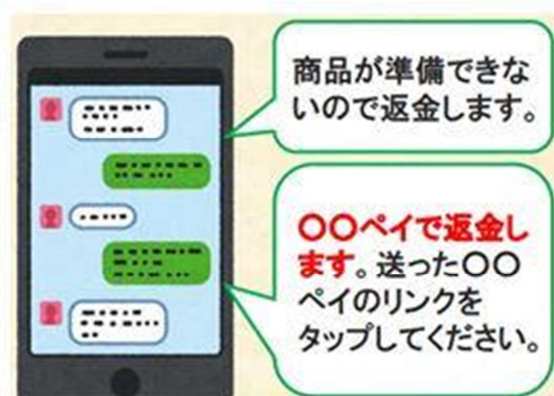 商品が準備できな
いので返金します。
〇〇ペイで返金し
ます。送った〇〇
ペイのリンクを
タップしてください。